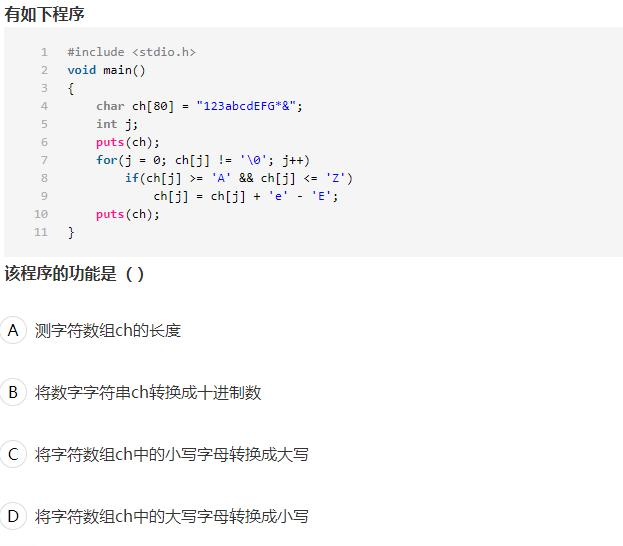 有如下程序
1 #include <stdio.h>
2 void main()
3 {
4 char ch[80] = "123abcdEFG*&";
5 int j;
6 puts(ch);
7 for(j = 0; ch[j] != '\0'; j++)
8 if(ch[j] >= 'A' && ch[j] <= 'Z')
9 ch[j] = ch[j] + 'e' - 'E';
10 puts(ch);
11 }
该程序的功能是（ ）
A 测字符数组ch的长度
B 将数字字符串ch转换成十进制数
C 将字符数组ch中的小写字母转换成大写
D 将字符数组ch中的大写字母转换成小写